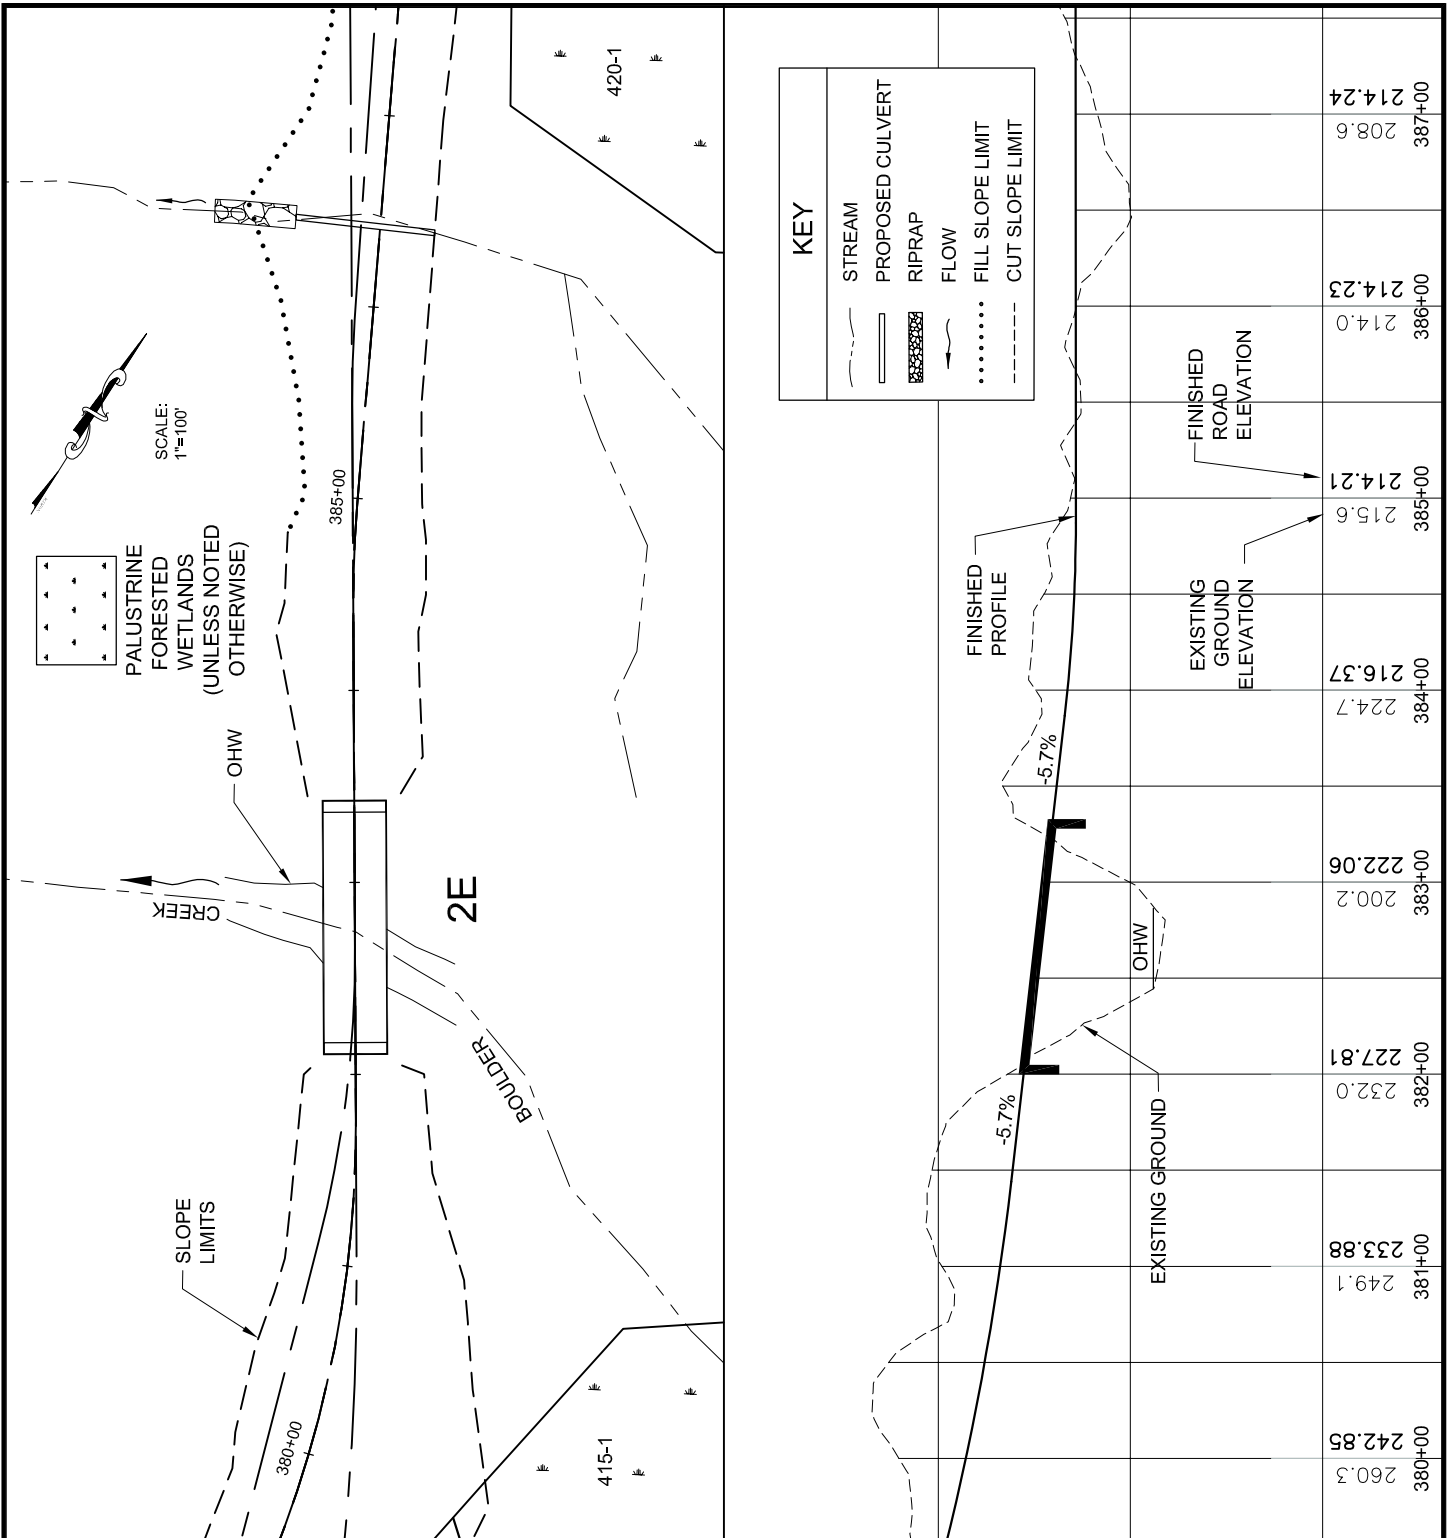 420-1
SCALE:
1"=100'
PALUSTRINE
FORESTED
WETLANDS
(UNLESS NOTED
OTHERWISE)
385+00
OHW
CREEK
2E
BOULDER
SLOPE
LIMITS
380+00
415-1
KEY
STREAM
PROPOSED CULVERT
RIPRAP
FLOW
FILL SLOPE LIMIT
CUT SLOPE LIMIT
FINISHED
PROFILE
FINISHED
ROAD
ELEVATION
EXISTING
GROUND
ELEVATION
-5.7%
OHW
-5.7%
EXISTING GROUND
214.24
208.6
387+00
214.23
214.0
386+00
214.21
215.6
385+00
216.37
224.7
384+00
222.06
200.2
383+00
227.81
232.0
382+00
233.88
249.1
381+00
242.85
260.3
380+00